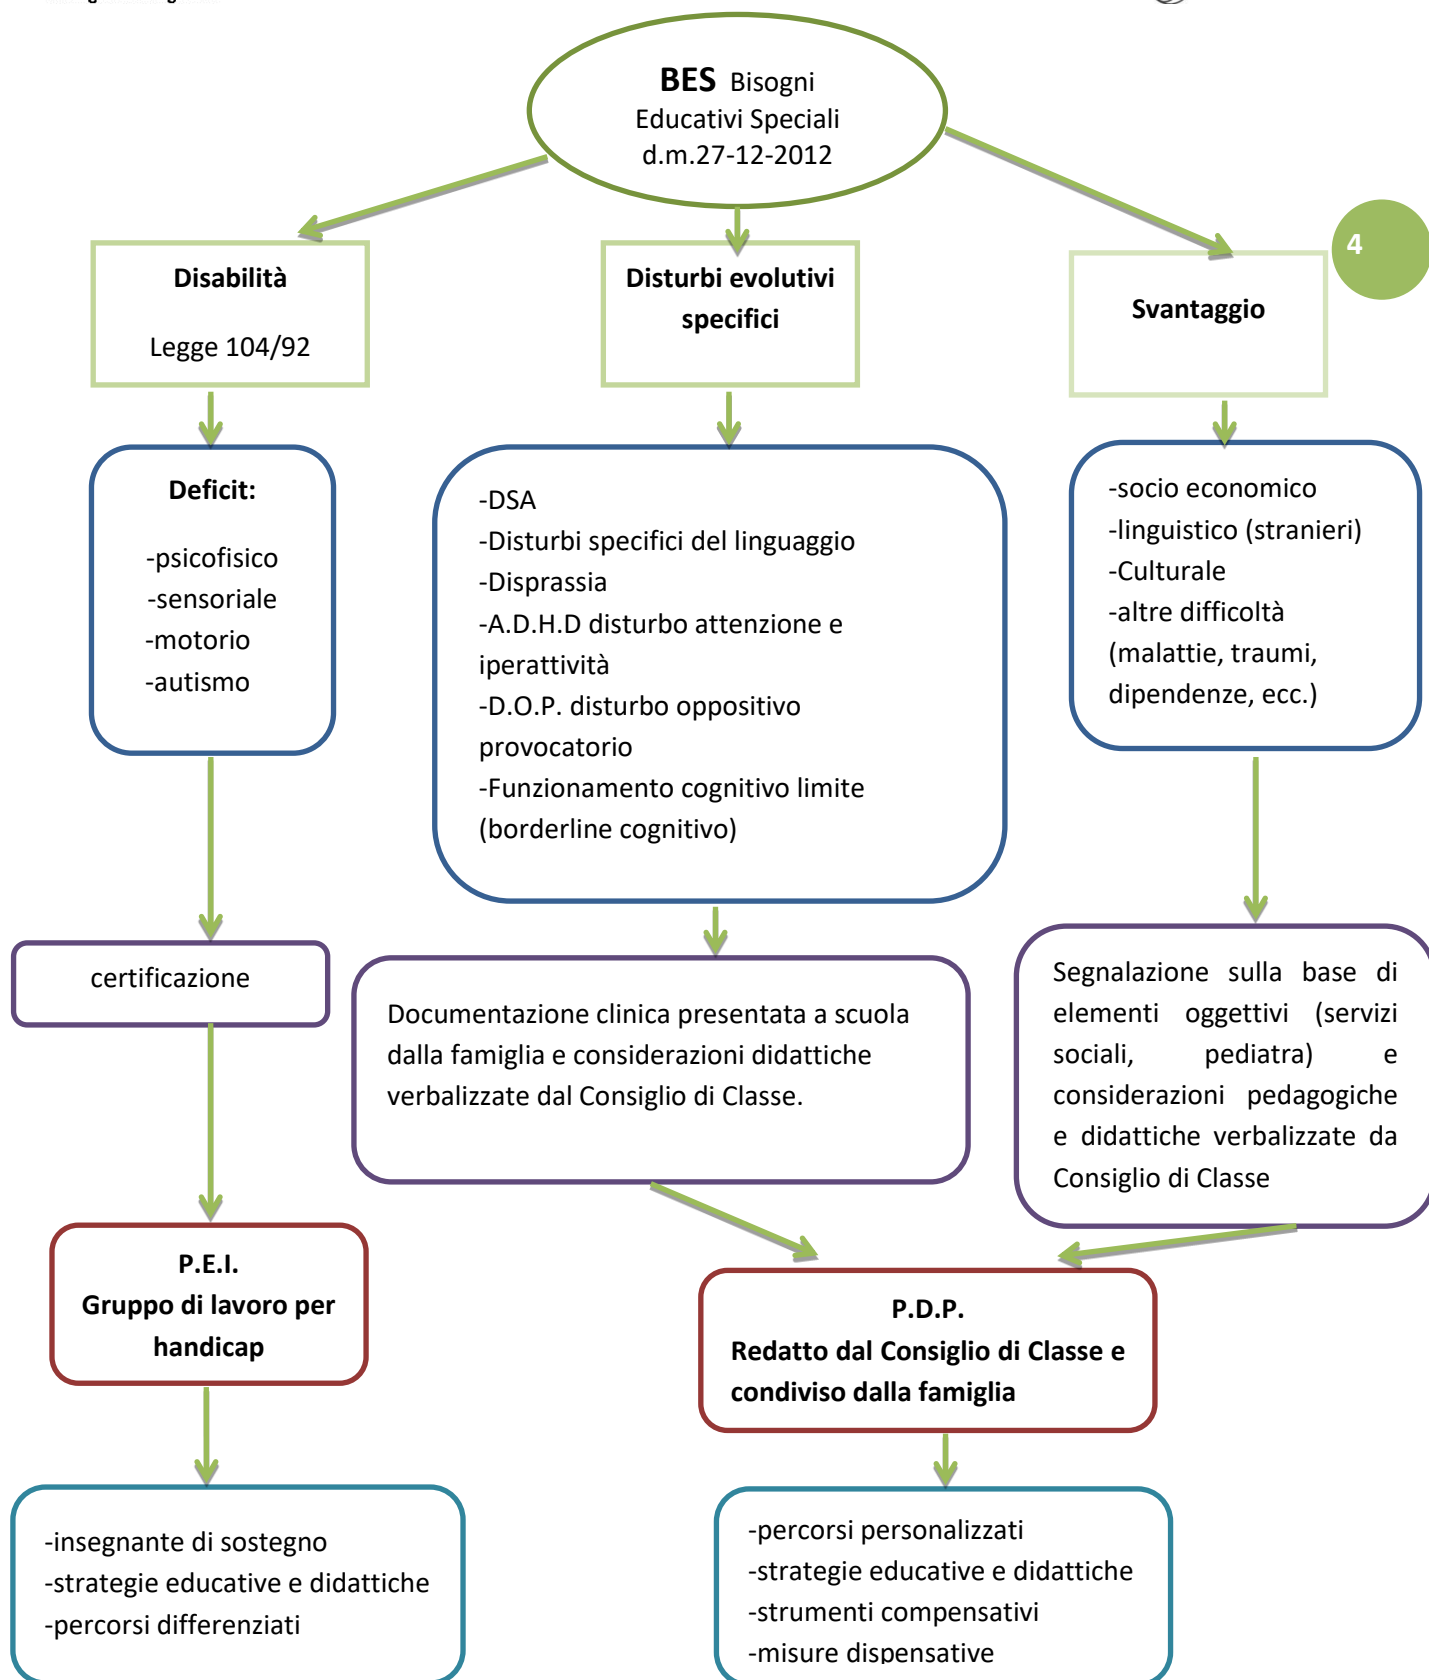 BES Bisogni
Educativi Speciali
d.m.27-12-2012
4
Disabilità
Legge 104/92
Disturbi evolutivi
specifici
Svantaggio
Deficit:
-psicofisico
-sensoriale
-motorio
-autismo
-DSA
-Disturbi specifici del linguaggio
-Disprassia
-A.D.H.D disturbo attenzione e
iperattività
-D.O.P. disturbo oppositivo
provocatorio
-Funzionamento cognitivo limite
(borderline cognitivo)
-socio economico
-linguistico (stranieri)
-Culturale
-altre difficoltà
(malattie, traumi,
dipendenze, ecc.)
certificazione
Documentazione clinica presentata a scuola
dalla famiglia e considerazioni didattiche
verbalizzate dal Consiglio di Classe.
Segnalazione sulla base di
elementi oggettivi (servizi
sociali, pediatra) e
considerazioni pedagogiche
e didattiche verbalizzate da
Consiglio di Classe
P.E.I.
Gruppo di lavoro per
handicap
P.D.P.
Redatto dal Consiglio di Classe e
condiviso dalla famiglia
-insegnante di sostegno
-strategie educative e didattiche
-percorsi differenziati
-percorsi personalizzati
-strategie educative e didattiche
-strumenti compensativi
-misure dispensative